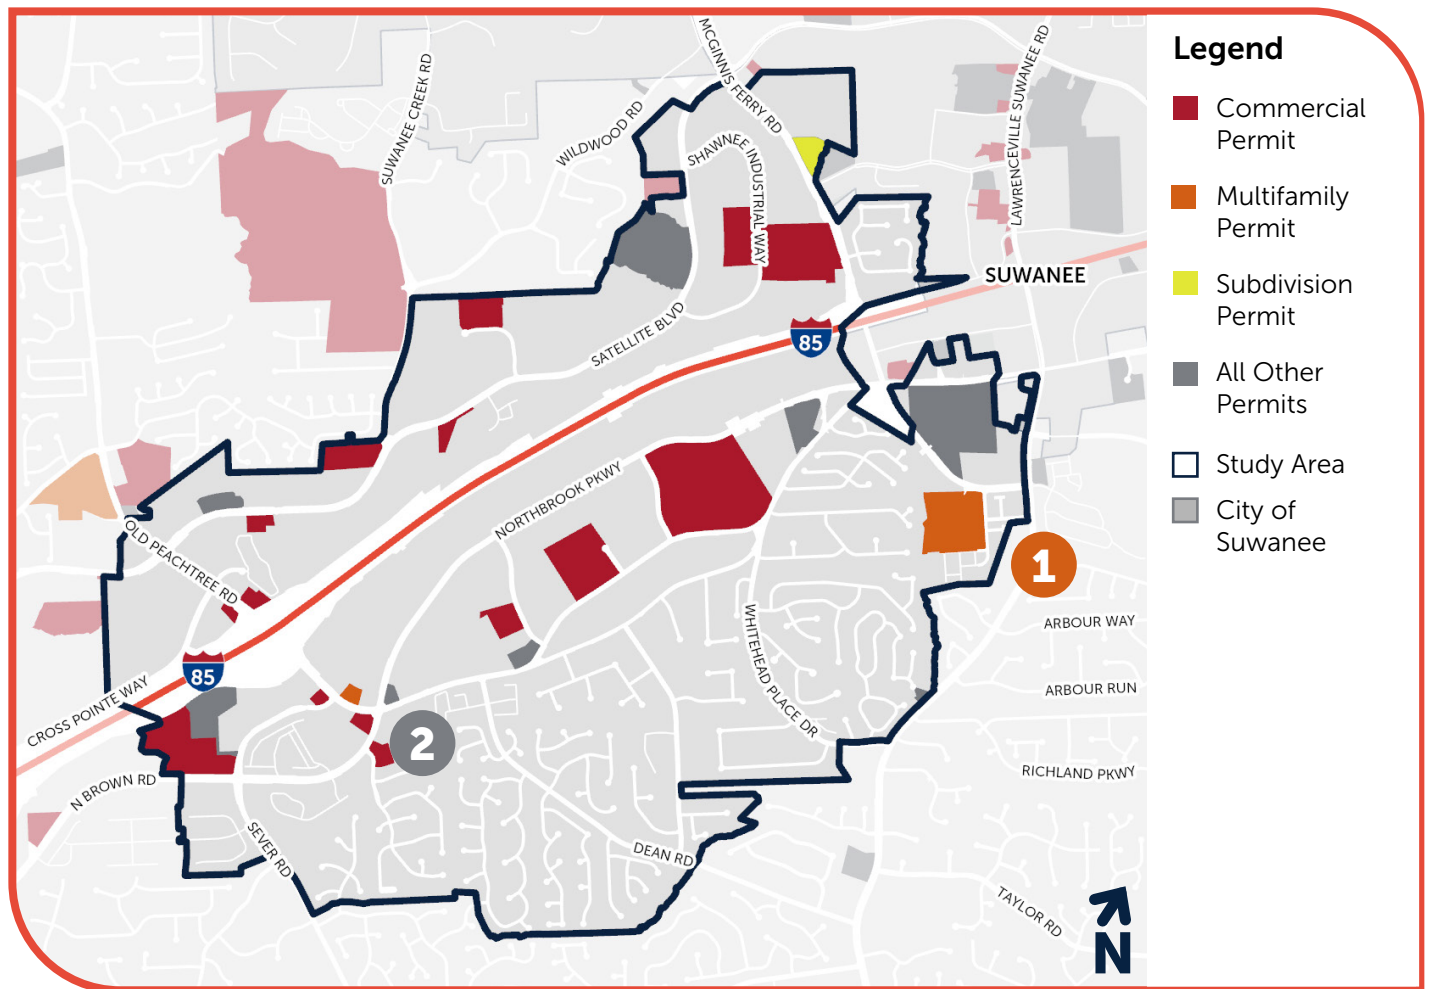 MCGINNIS FERRY RD
LAWRENCEVILLE SUWANEE RD
SUWANEE CREEK RD
WILDWOOD RD
SHAWNEE INDUSTRIAL WAY
SUWANEE
SATELLITE BLVD
85
NORTHBROOK PKWY
OLD PEACHTREE RD
1
ARBOUR WAY
WHITEHEAD PLACE DR
85
CROSS POINTE WAY
ARBOUR RUN
2
N BROWN RD
RICHLAND PKWY
SEVER RD
DEAN RD
TAYLOR RD
N
Legend
Commercial
Permit
Multifamily
Permit
Subdivision
Permit
All Other
Permits
Study Area
City of
Suwanee